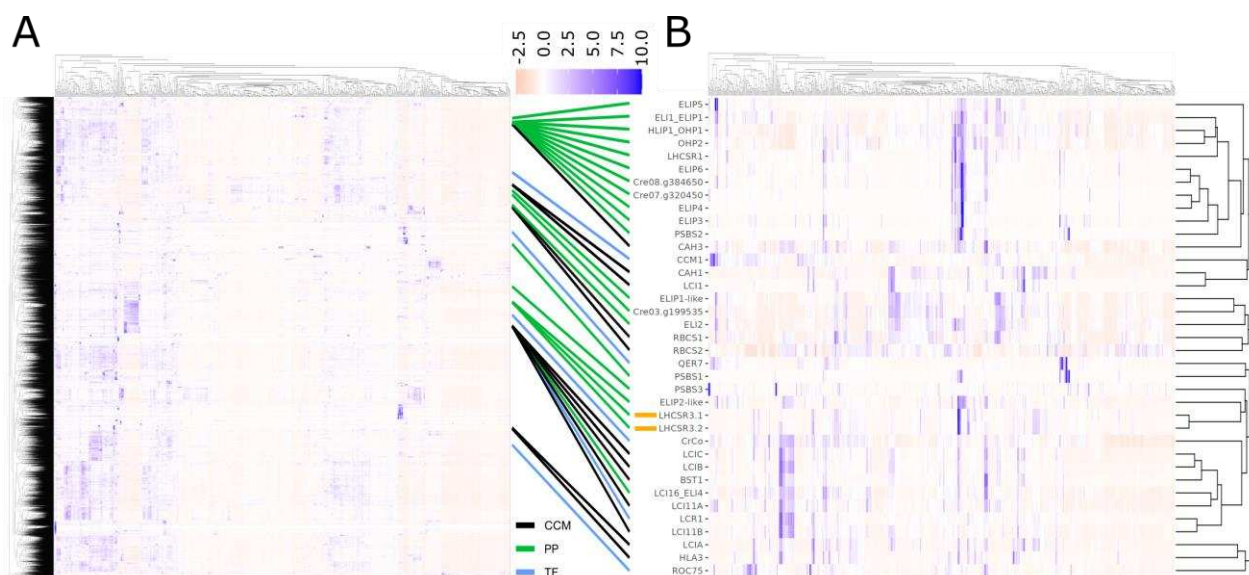 A
-2.5
0.0
2.5
5.0
7.5
10.0
B
ELIP5
ELI1_ELIP1
HLIP1_OHP1
OHP2
LHCSR1
ELIP6
Cre08.g384650
Cre07.g320450
ELIP4
ELIP3
PSBS2
CAH3
CCM1
CAH1
LCI1
ELIP1-like
Cre03.g199535
ELI2
RBCS1
RBCS2
QER7
PSBS1
PSBS3
ELIP2-like
LHCSR3.1
LHCSR3.2
CrCo
LCIC
LCIB
BST1
LCI16_ELI4
LCI11A
LCR1
LCI11B
LCIA
HLA3
ROC75
CCM
PP
TF